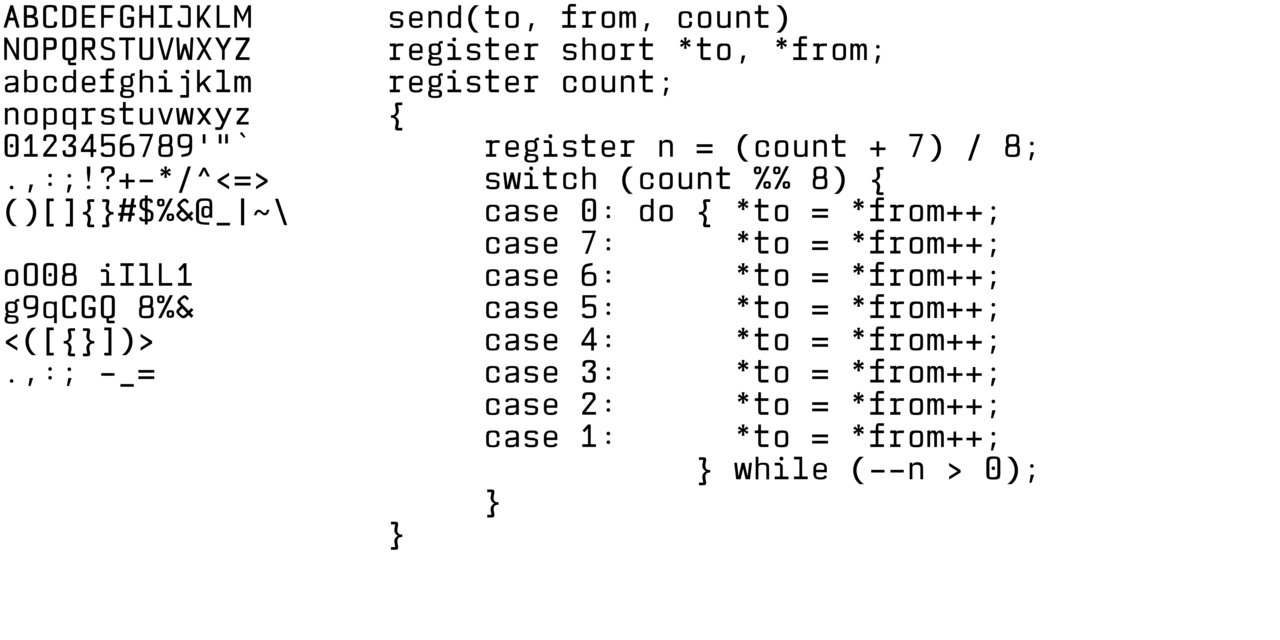 ABCDEFGHIJKLM
NOPQRSTUVWXYZ
abcdefghijklm
nopqrstuvwxyz
0123456789'"`
.,:;!?+-*/^<=>
()[]{}#$%&@_|~\
oO08 iIlL1
g9qCGQ 8%&
<([{}])>
.,:; -_=
send(to, from, count)
register short *to, *from;
register count;
{
     register n = (count + 7) / 8;
     switch (count %% 8) {
     case 0: do { *to = *from++;
     case 7:      *to = *from++;
     case 6:      *to = *from++;
     case 5:      *to = *from++;
     case 4:      *to = *from++;
     case 3:      *to = *from++;
     case 2:      *to = *from++;
     case 1:      *to = *from++;
                } while (--n > 0);
     }
}